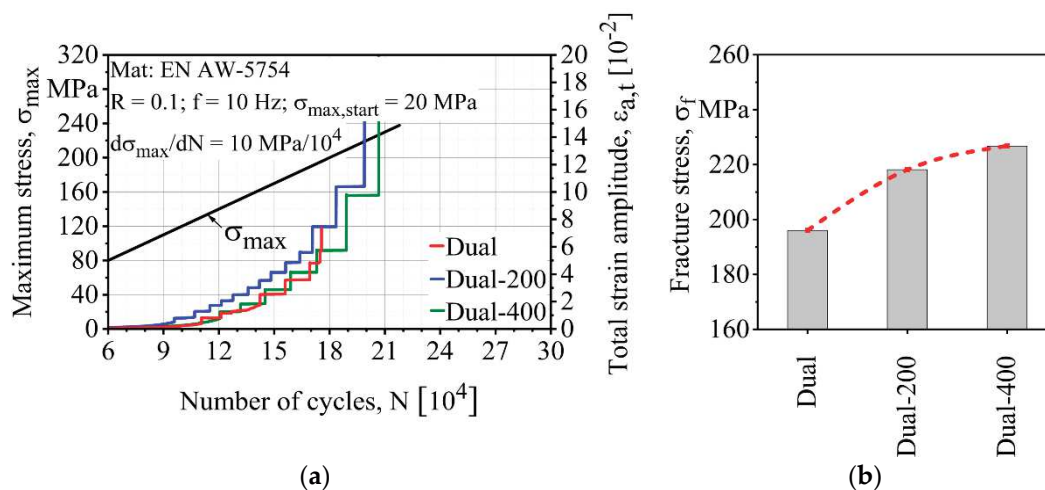 320
MPa
240
200
160
120
80
40
0
Maximum stress, σmax
Mat: EN AW-5754
R = 0.1; f = 10 Hz; σmax,start = 20 MPa
dσmax/dN = 10 MPa/10⁴
σmax
Dual
Dual-200
Dual-400
6 9 12 15 18 21 24 27 30
Number of cycles, N [10⁴]
20
18
16
14
12
10
8
6
4
2
0
Total strain amplitude, εa,t [10⁻²]
(a)
260
MPa
220
200
180
160
Fracture stress, σf
Dual
Dual-200
Dual-400
(b)